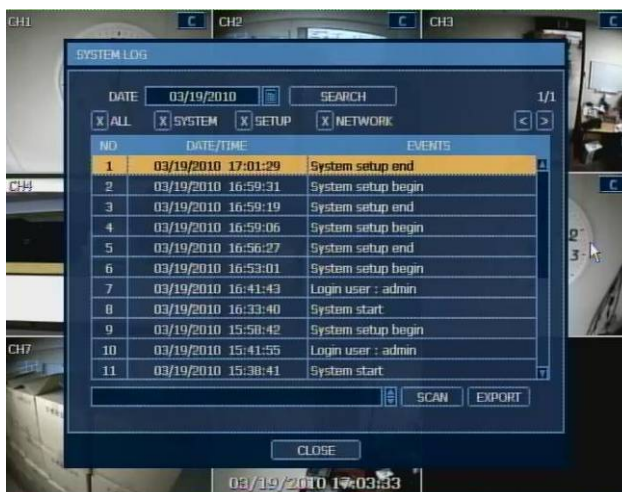 CH1 C CH2 C CH3 C
SYSTEM LOG
DATE 03/19/2010 SEARCH 1/1
X ALL X SYSTEM X SETUP X NETWORK < >
NO DATE/TIME EVENTS
1 03/19/2010 17:01:29 System setup end
2 03/19/2010 16:59:31 System setup begin
CH4 C
3 03/19/2010 16:59:19 System setup end
4 03/19/2010 16:59:06 System setup begin
5 03/19/2010 16:56:27 System setup end
6 03/19/2010 16:53:01 System setup begin
7 03/19/2010 16:41:43 Login user : admin
8 03/19/2010 16:33:40 System start
9 03/19/2010 15:58:42 System setup begin
CH7
10 03/19/2010 15:41:55 Login user : admin
11 03/19/2010 15:38:41 System start
SCAN EXPORT
CLOSE
03/19/2010 17:03:33